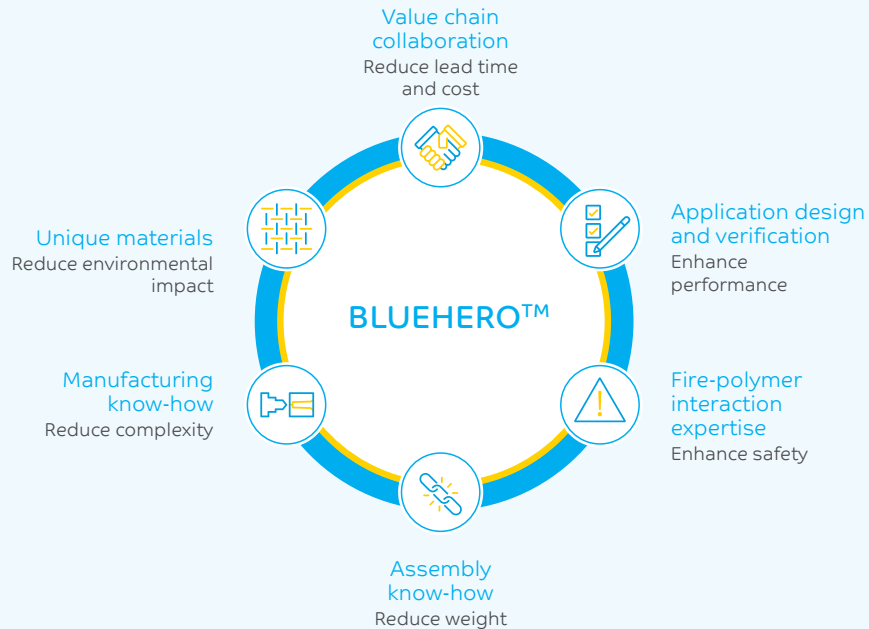 Value chain
collaboration
Reduce lead time
and cost
Application design
and verification
Enhance
performance
Unique materials
Reduce environmental
impact
BLUEHERO™
Manufacturing
know-how
Reduce complexity
Fire-polymer
interaction
expertise
Enhance safety
Assembly
know-how
Reduce weight